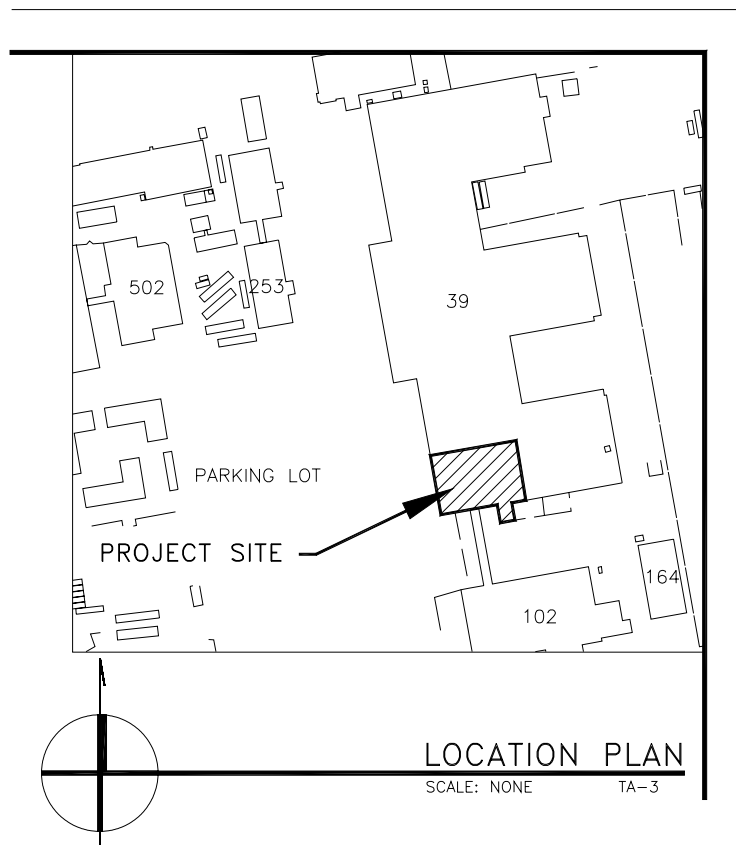 502
253
39
PARKING LOT
PROJECT SITE
164
102
LOCATION PLAN
SCALE: NONE TA-3